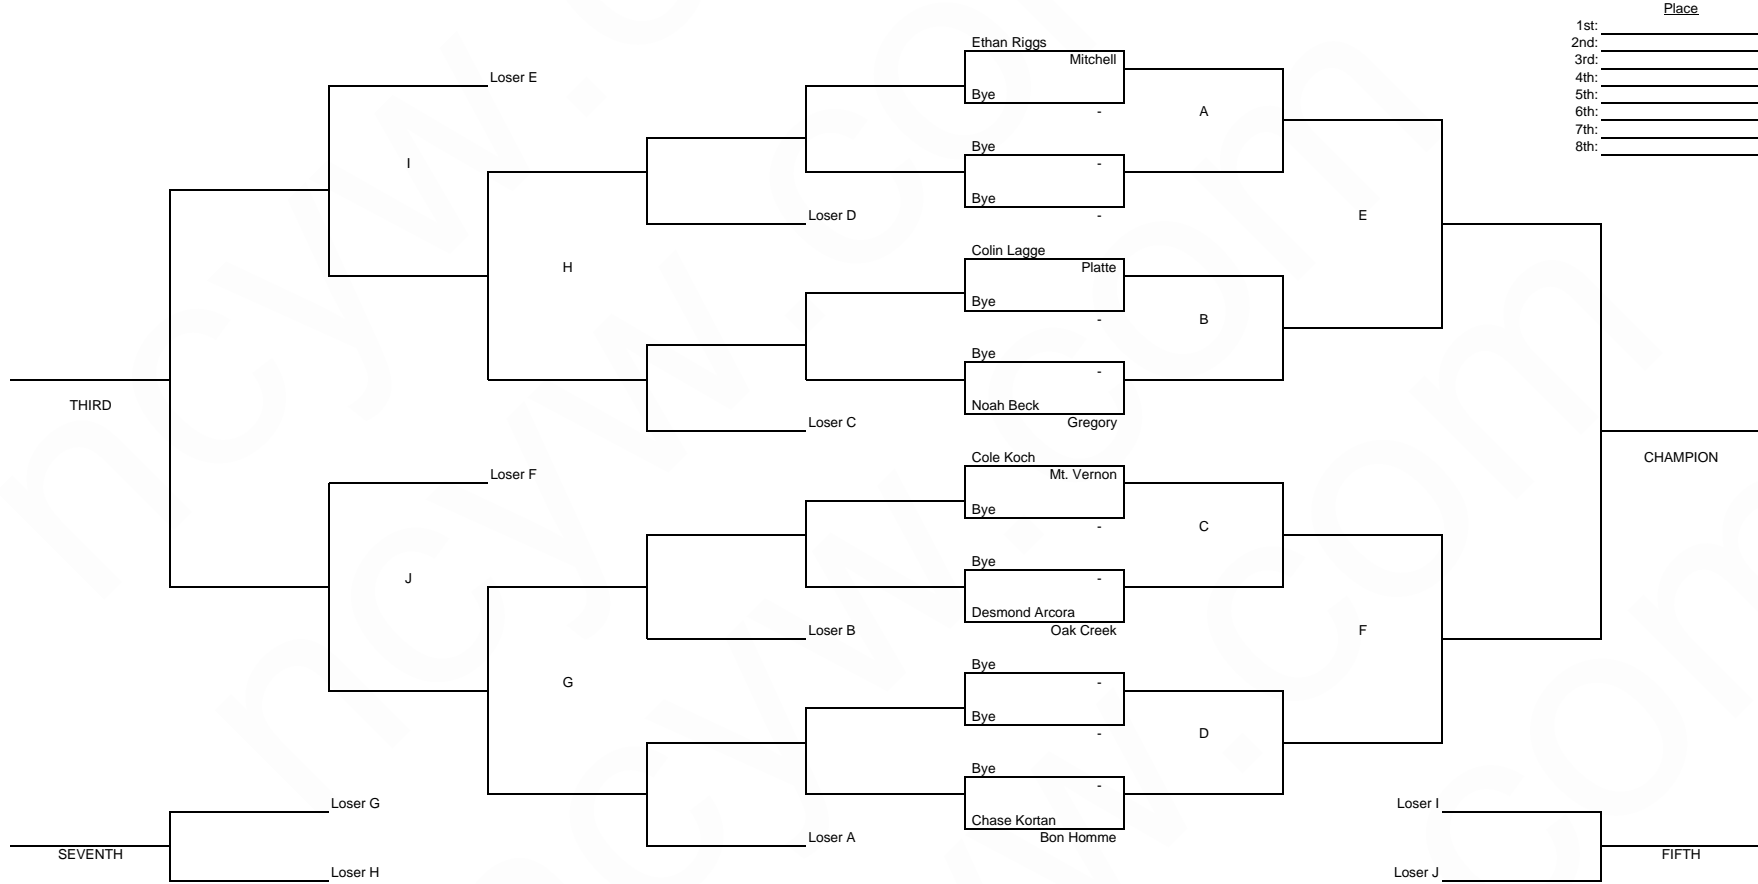 Place
1st:
2nd:
3rd:
4th:
5th:
6th:
7th:
8th:
Ethan Riggs
Mitchell
Loser E
Bye
-
A
Bye
-
I
Bye
-
Loser D
E
Colin Lagge
Platte
H
Bye
-
B
Bye
-
THIRD
Noah Beck
Gregory
Loser C
Cole Koch
Mt. Vernon
CHAMPION
Loser F
Bye
-
C
Bye
-
J
Desmond Arcora
Oak Creek
Loser B
F
Bye
-
G
Bye
-
D
Bye
-
Loser G
Loser I
Chase Kortan
Bon Homme
Loser A
SEVENTH
FIFTH
Loser H
Loser J